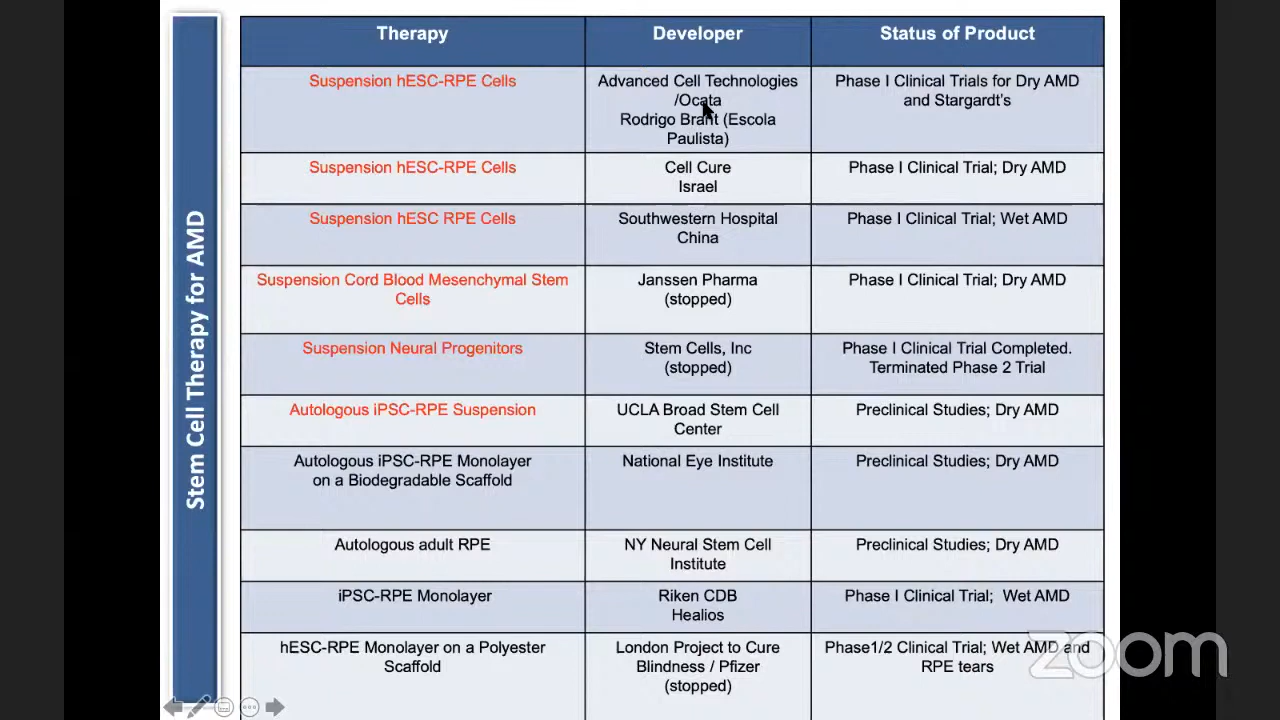 Stem Cell Therapy for AMD
Therapy
Developer
Status of Product
Suspension hESC-RPE Cells
Advanced Cell Technologies
/Ocata
Rodrigo Brant (Escola
Paulista)
Phase I Clinical Trials for Dry AMD
and Stargardt's
Suspension hESC-RPE Cells
Cell Cure
Israel
Phase I Clinical Trial; Dry AMD
Suspension hESC RPE Cells
Southwestern Hospital
China
Phase I Clinical Trial; Wet AMD
Suspension Cord Blood Mesenchymal Stem
Cells
Janssen Pharma
(stopped)
Phase I Clinical Trial; Dry AMD
Suspension Neural Progenitors
Stem Cells, Inc
(stopped)
Phase I Clinical Trial Completed.
Terminated Phase 2 Trial
Autologous iPSC-RPE Suspension
UCLA Broad Stem Cell
Center
Preclinical Studies; Dry AMD
Autologous iPSC-RPE Monolayer
on a Biodegradable Scaffold
National Eye Institute
Preclinical Studies; Dry AMD
Autologous adult RPE
NY Neural Stem Cell
Institute
Preclinical Studies; Dry AMD
iPSC-RPE Monolayer
Riken CDB
Healios
Phase I Clinical Trial; Wet AMD
hESC-RPE Monolayer on a Polyester
Scaffold
London Project to Cure
Blindness / Pfizer
(stopped)
Phase1/2 Clinical Trial; Wet AMD and
RPE tears
zoom